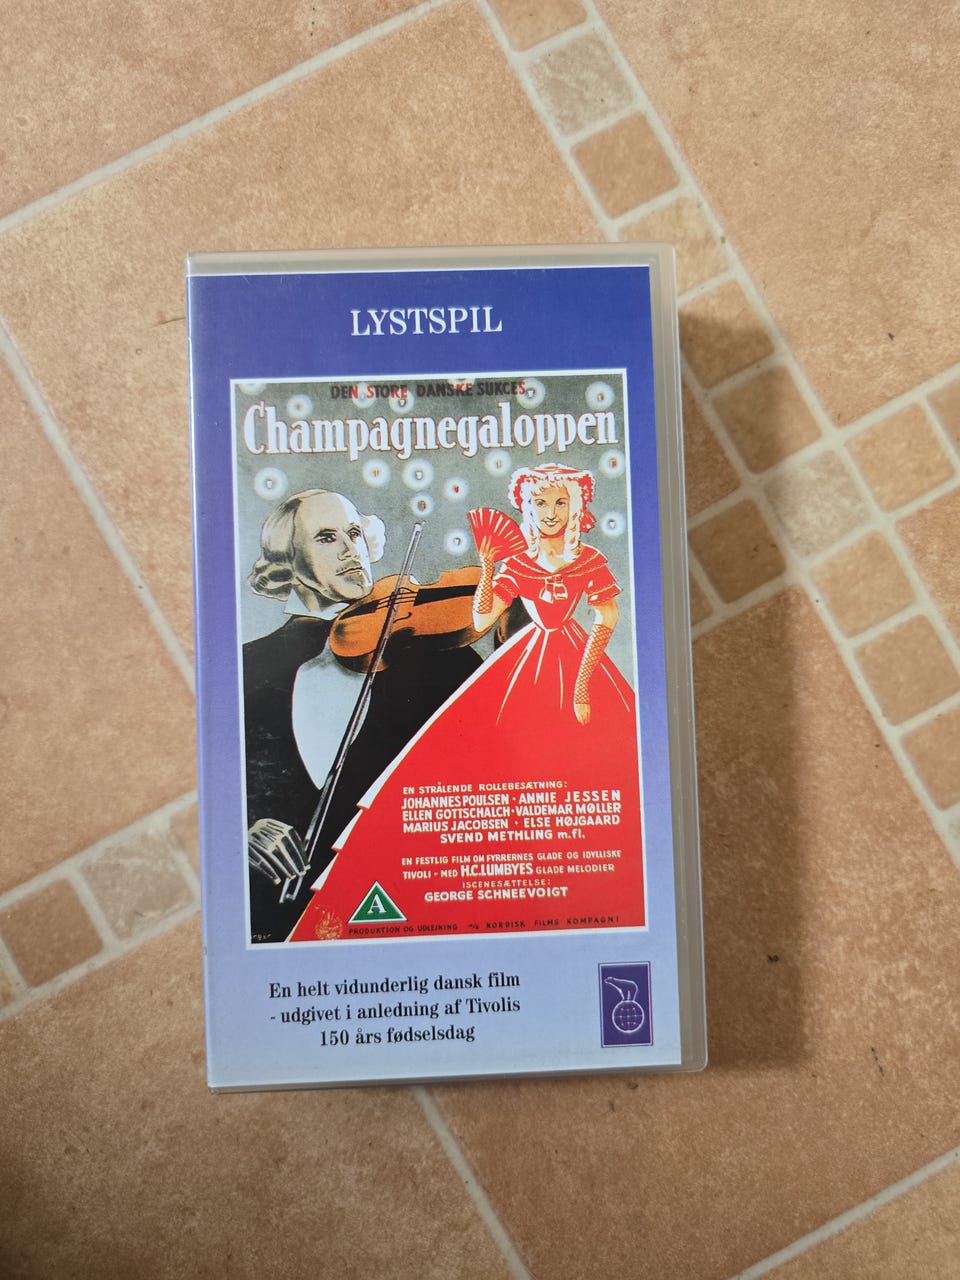 LYSTSPIL
DEN STORE DANSKE SUKCES
Champagnegaloppen
EN STRÅLENDE ROLLEBESÆTNING:
JOHANNES POULSEN · ANNIE JESSEN
ELLEN GOTTSCHALCH · VALDEMAR MØLLER
MARIUS JACOBSEN · ELSE HØJGAARD
SVEND METHLING m.fl.
EN FESTLIG FILM OM FYRRERNES GLADE OG IDYLLISKE
TIVOLI - MED H.C. LUMBYES GLADE MELODIER
ISCENESÆTTELSE:
GEORGE SCHNEEVOIGT
A
PRODUKTION OG UDLEJNING A/S NORDISK FILMS KOMPAGNI
En helt vidunderlig dansk film
- udgivet i anledning af Tivolis
150 års fødselsdag